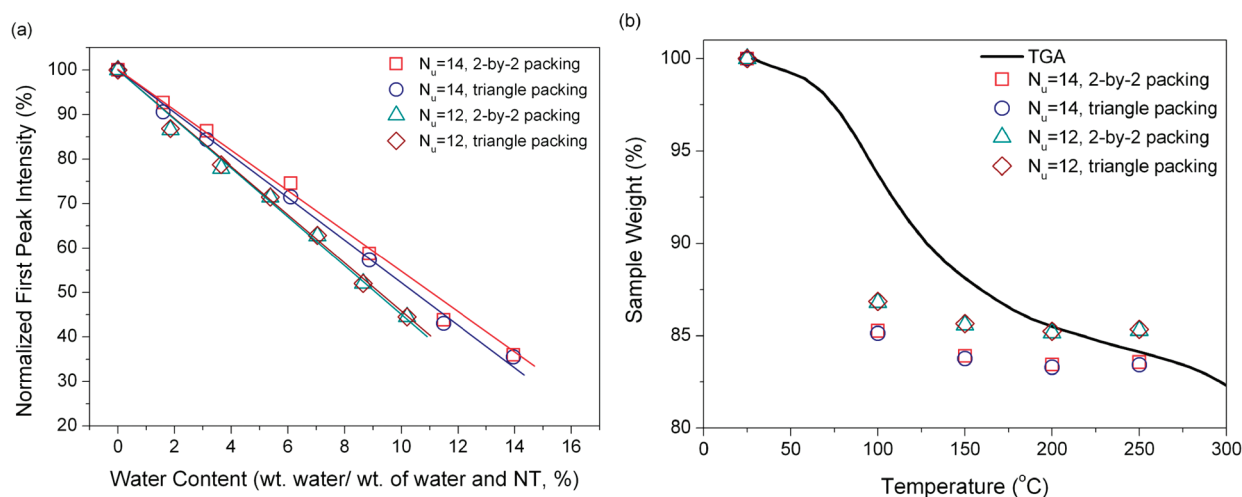 (a)
Normalized First Peak Intensity (%)
100
90
80
70
60
50
40
30
20
0 2 4 6 8 10 12 14 16
Water Content (wt. water/ wt. of water and NT, %)
Nu=14, 2-by-2 packing
Nu=14, triangle packing
Nu=12, 2-by-2 packing
Nu=12, triangle packing
(b)
Sample Weight (%)
100
95
90
85
80
0 50 100 150 200 250 300
Temperature (°C)
TGA
Nu=14, 2-by-2 packing
Nu=14, triangle packing
Nu=12, 2-by-2 packing
Nu=12, triangle packing